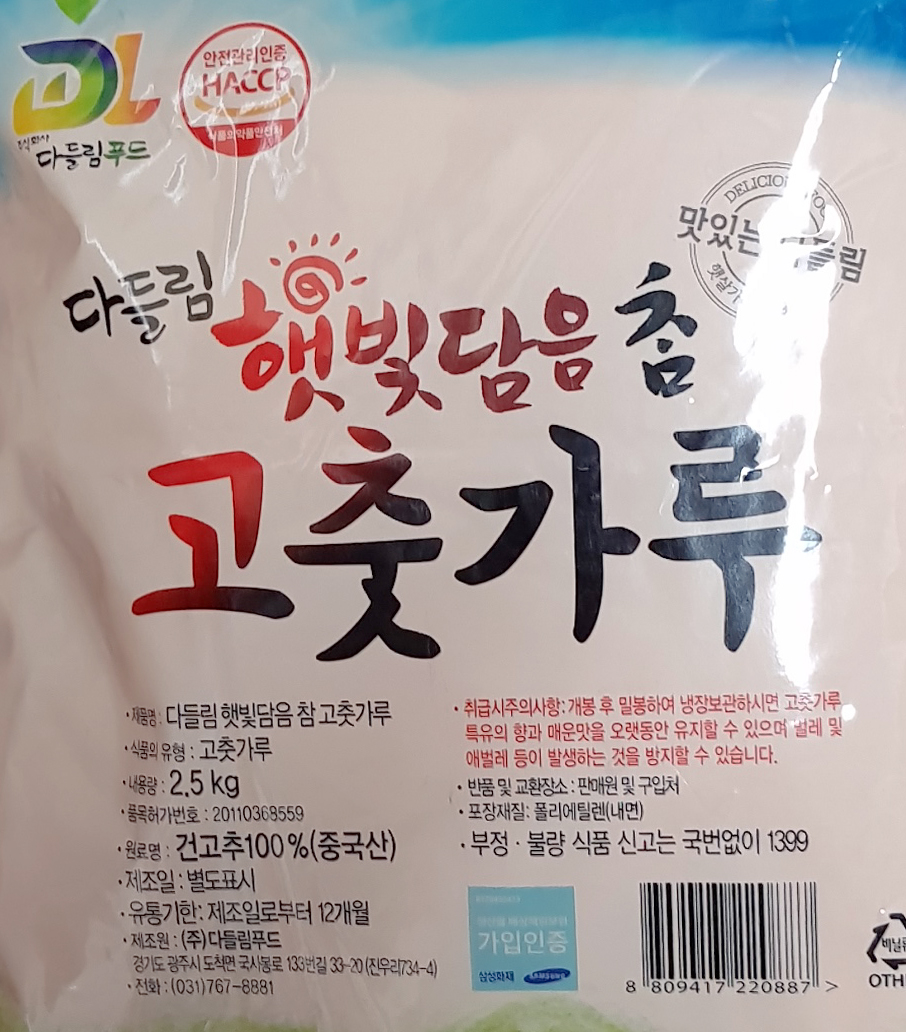 안전관리인증
HACCP
식품의약품안전처
주식회사
다들림푸드
DELICIOU
맛있는 다들림
햇살가
다들림
햇빛담음 참
고춧가루
·제품명: 다들림 햇빛담음 참 고춧가루
·식품의 유형 : 고춧가루
·내용량 : 2.5 kg
·품목허가번호 : 20110368559
·원료명 : 건고추100%(중국산)
·제조일 : 별도표시
·유통기한: 제조일로부터 12개월
·제조원 : (주)다들림푸드
경기도 광주시 도척면 국사봉로 133번길 33-20 (진우리734-4)
·전화 : (031)767-8881
·취급시주의사항: 개봉 후 밀봉하여 냉장보관하시면 고춧가루
특유의 향과 매운맛을 오랫동안 유지할 수 있으며 벌레 및
애벌레 등이 발생하는 것을 방지할 수 있습니다.
·반품 및 교환장소 : 판매원 및 구입처
·포장재질: 폴리에틸렌(내면)
·부정·불량 식품 신고는 국번없이 1399
가입인증
삼성화재 SAMSUNG
8 809417 220887 >
비닐류
OTH